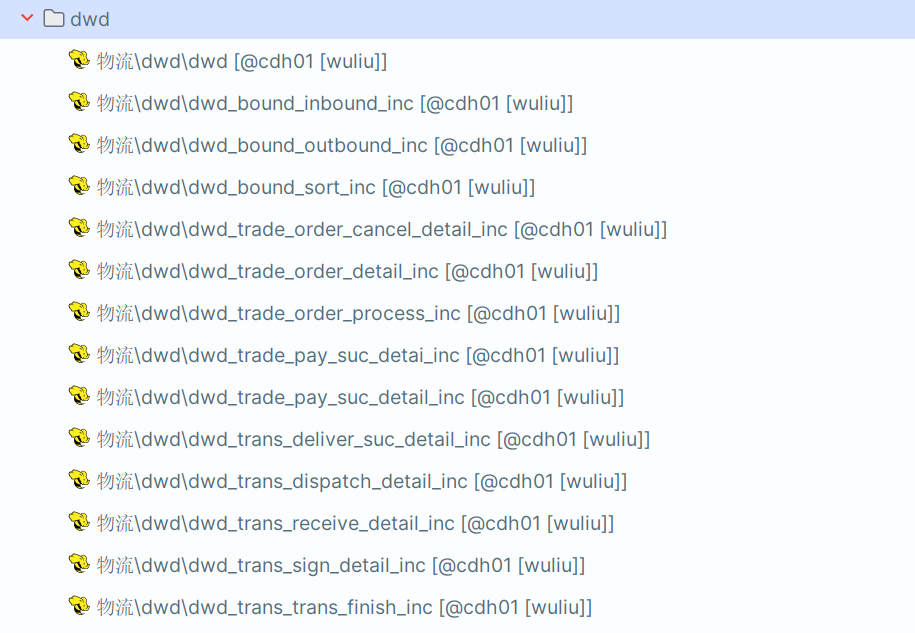 dwd
物流\dwd\dwd [@cdh01 [wuliu]]
物流\dwd\dwd_bound_inbound_inc [@cdh01 [wuliu]]
物流\dwd\dwd_bound_outbound_inc [@cdh01 [wuliu]]
物流\dwd\dwd_bound_sort_inc [@cdh01 [wuliu]]
物流\dwd\dwd_trade_order_cancel_detail_inc [@cdh01 [wuliu]]
物流\dwd\dwd_trade_order_detail_inc [@cdh01 [wuliu]]
物流\dwd\dwd_trade_order_process_inc [@cdh01 [wuliu]]
物流\dwd\dwd_trade_pay_suc_detai_inc [@cdh01 [wuliu]]
物流\dwd\dwd_trade_pay_suc_detail_inc [@cdh01 [wuliu]]
物流\dwd\dwd_trans_deliver_suc_detail_inc [@cdh01 [wuliu]]
物流\dwd\dwd_trans_dispatch_detail_inc [@cdh01 [wuliu]]
物流\dwd\dwd_trans_receive_detail_inc [@cdh01 [wuliu]]
物流\dwd\dwd_trans_sign_detail_inc [@cdh01 [wuliu]]
物流\dwd\dwd_trans_trans_finish_inc [@cdh01 [wuliu]]